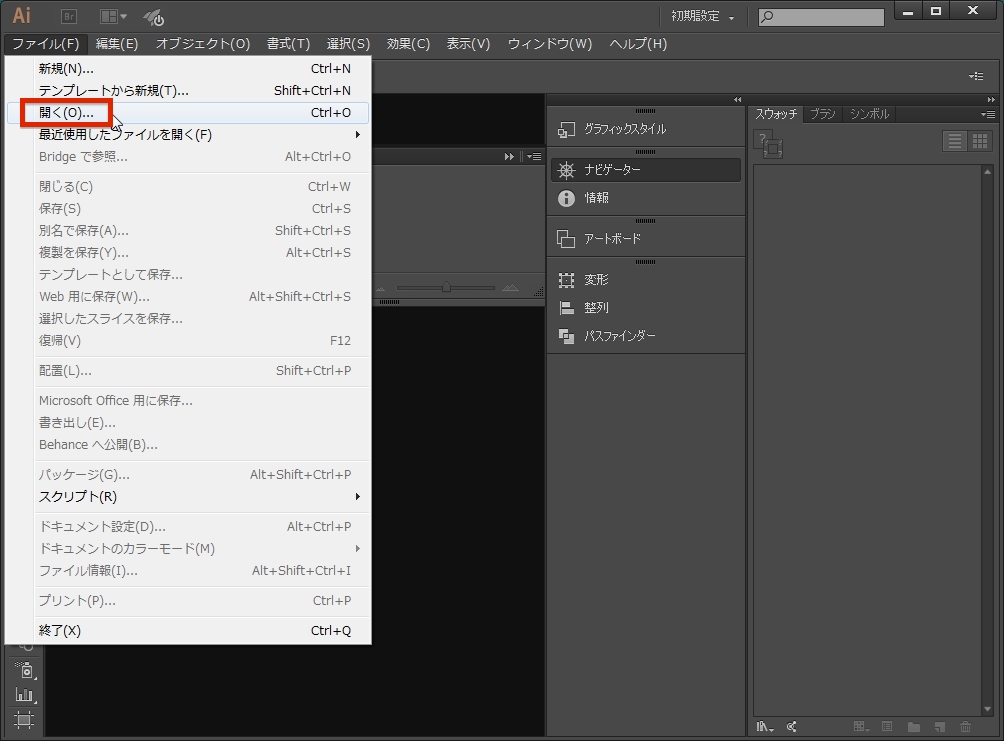 Ai Br 初期設定
ファイル(F) 編集(E) オブジェクト(O) 書式(T) 選択(S) 効果(C) 表示(V) ウィンドウ(W) ヘルプ(H)
新規(N)... Ctrl+N
テンプレートから新規(T)... Shift+Ctrl+N
開く(O)... Ctrl+O
最近使用したファイルを開く(F)
Bridge で参照... Alt+Ctrl+O
閉じる(C) Ctrl+W
保存(S) Ctrl+S
別名で保存(A)... Shift+Ctrl+S
複製を保存(Y)... Alt+Ctrl+S
テンプレートとして保存...
Web 用に保存(W)... Alt+Shift+Ctrl+S
選択したスライスを保存...
復帰(V) F12
配置(L)... Shift+Ctrl+P
Microsoft Office 用に保存...
書き出し(E)...
Behance へ公開(B)...
パッケージ(G)... Alt+Shift+Ctrl+P
スクリプト(R)
ドキュメント設定(D)... Alt+Ctrl+P
ドキュメントのカラーモード(M)
ファイル情報(I)... Alt+Shift+Ctrl+I
プリント(P)... Ctrl+P
終了(X) Ctrl+Q
グラフィックスタイル
ナビゲーター
情報
アートボード
変形
整列
パスファインダー
スウォッチ ブラシ シンボル